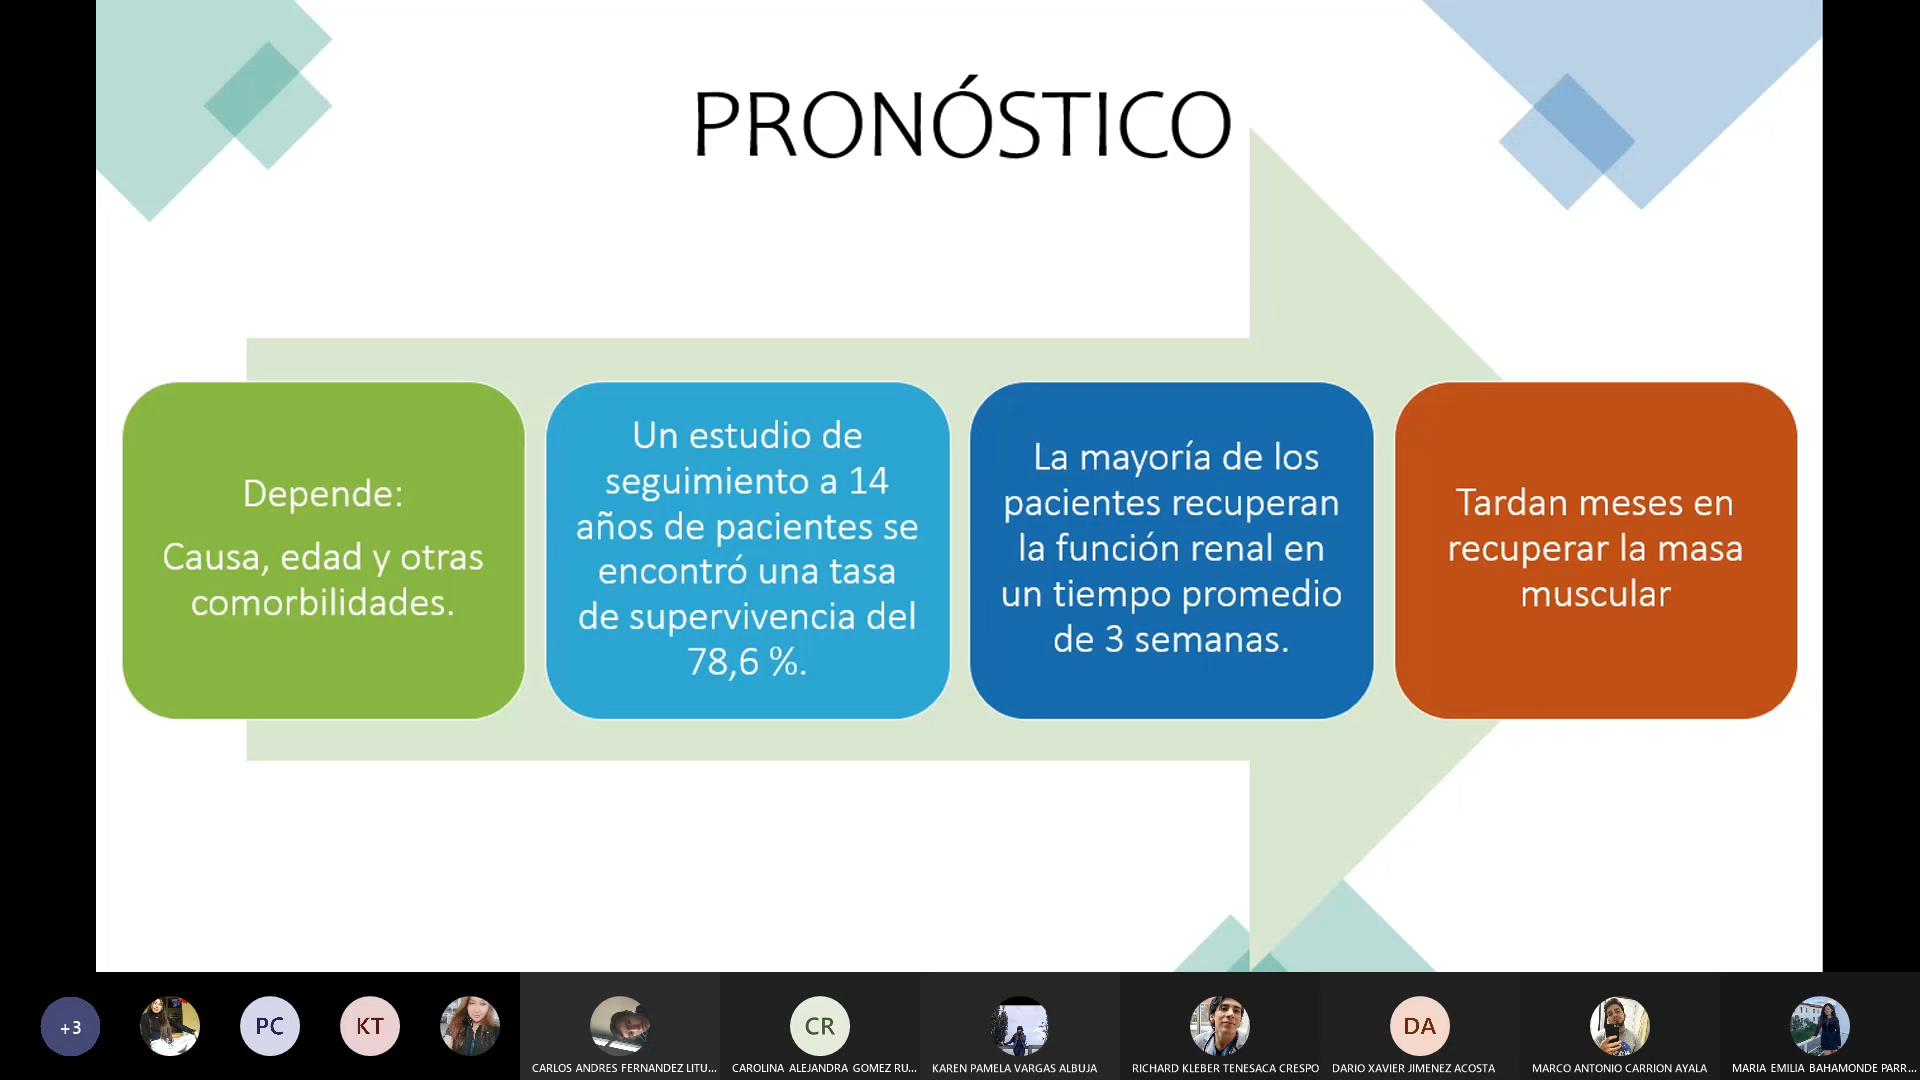 PRONÓSTICO
Depende:
Causa, edad y otras
comorbilidades.
Un estudio de
seguimiento a 14
años de pacientes se
encontró una tasa
de supervivencia del
78,6 %.
La mayoría de los
pacientes recuperan
la función renal en
un tiempo promedio
de 3 semanas.
Tardan meses en
recuperar la masa
muscular
+3
PC
KT
CR
DA
CARLOS ANDRES FERNANDEZ LITU...
CAROLINA ALEJANDRA GOMEZ RU...
KAREN PAMELA VARGAS ALBUJA
RICHARD KLEBER TENESACA CRESPO
DARIO XAVIER JIMENEZ ACOSTA
MARCO ANTONIO CARRION AYALA
MARIA EMILIA BAHAMONDE PARR...